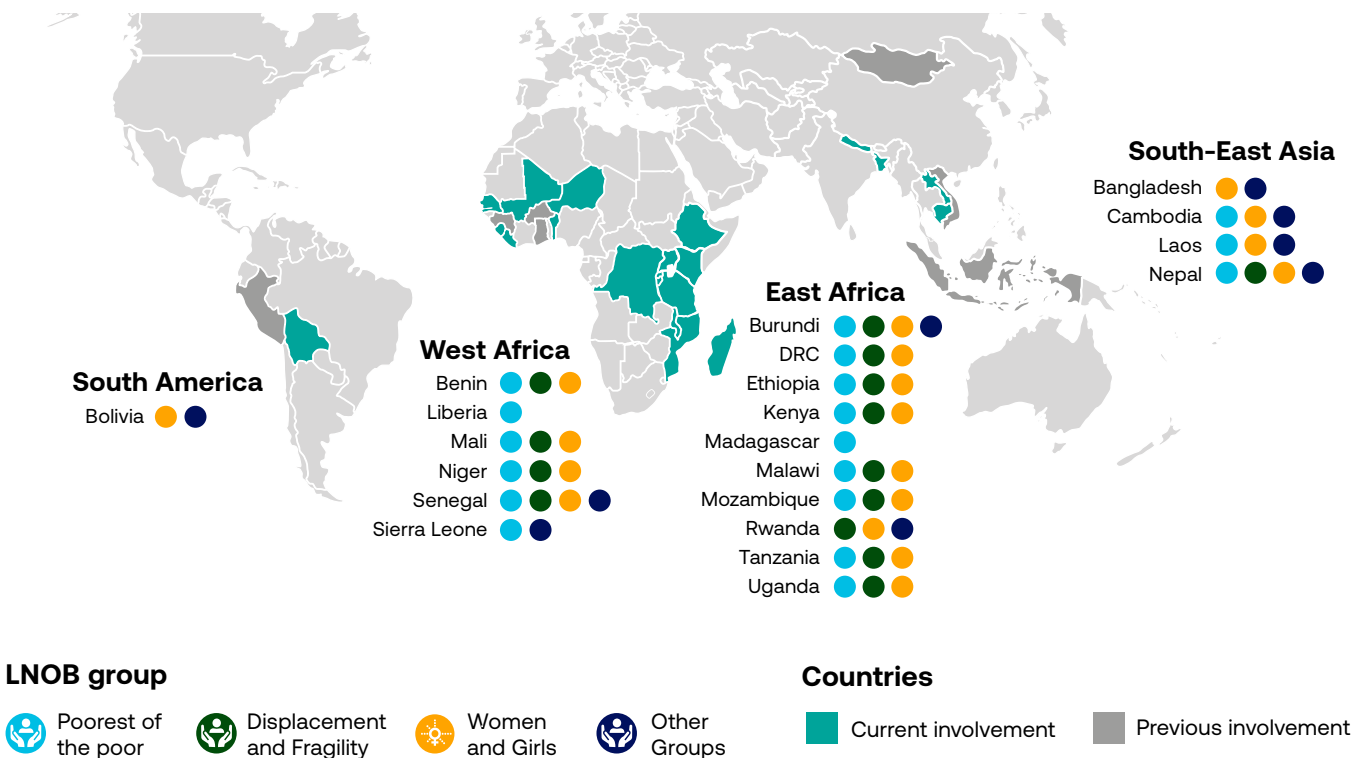 South-East Asia
Bangladesh
Cambodia
Laos
Nepal
East Africa
Burundi
DRC
Ethiopia
Kenya
Madagascar
Malawi
Mozambique
Rwanda
Tanzania
Uganda
West Africa
Benin
Liberia
Mali
Niger
Senegal
Sierra Leone
South America
Bolivia
LNOB group
Poorest of
the poor
Displacement
and Fragility
Women
and Girls
Other
Groups
Countries
Current involvement
Previous involvement